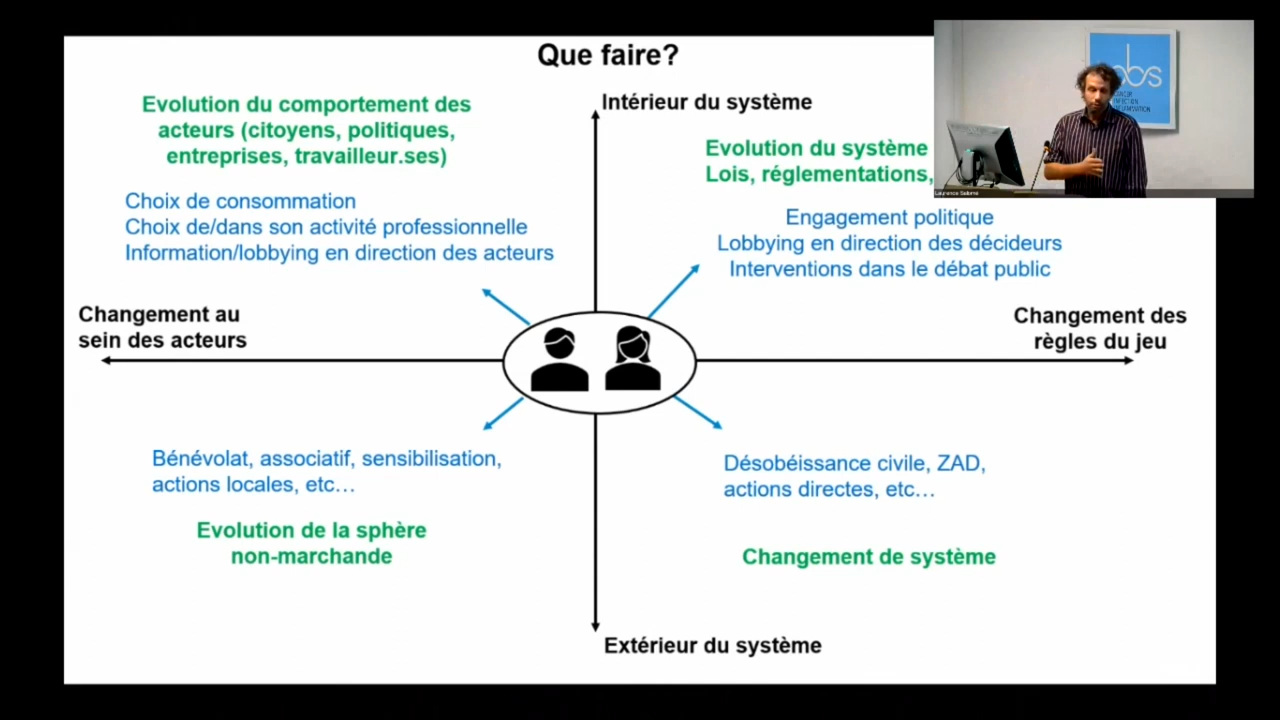 Que faire?
Intérieur du système
Evolution du comportement des
acteurs (citoyens, politiques,
entreprises, travailleur.ses)
Choix de consommation
Choix de/dans son activité professionnelle
Information/lobbying en direction des acteurs
Evolution du système
Lois, réglementations,
Engagement politique
Lobbying en direction des décideurs
Interventions dans le débat public
Changement au
sein des acteurs
Changement des
règles du jeu
Bénévolat, associatif, sensibilisation,
actions locales, etc…
Evolution de la sphère
non-marchande
Désobéissance civile, ZAD,
actions directes, etc…
Changement de système
Extérieur du système